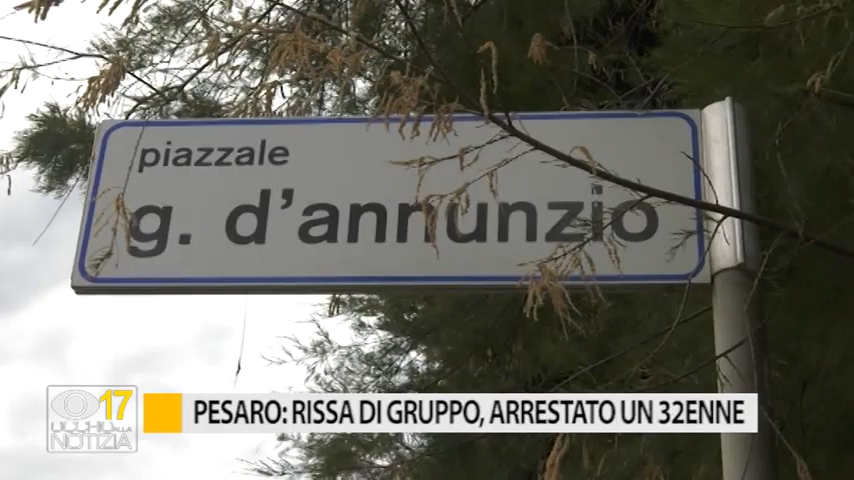 piazzale
g. d'annunzio
17
OCCHIO ALLA
NOTIZIA
PESARO: RISSA DI GRUPPO, ARRESTATO UN 32ENNE